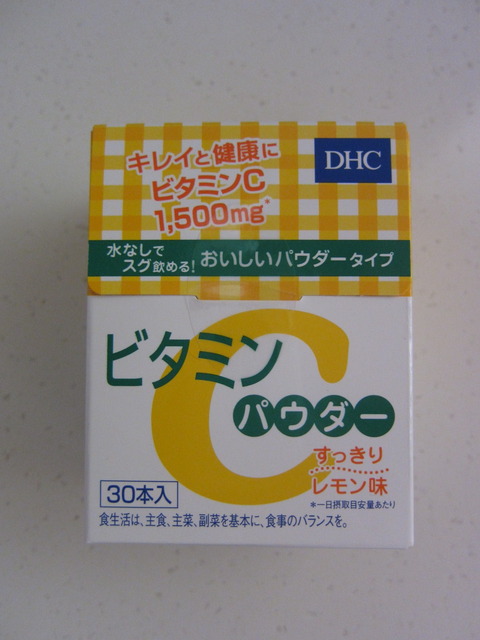 キレイと健康に
ビタミンC
1,500mg*
DHC
水なしで
スグ飲める!
おいしいパウダータイプ
ビタミンC
パウダー
すっきり
レモン味
30本入
*一日摂取目安量あたり
食生活は、主食、主菜、副菜を基本に、食事のバランスを。